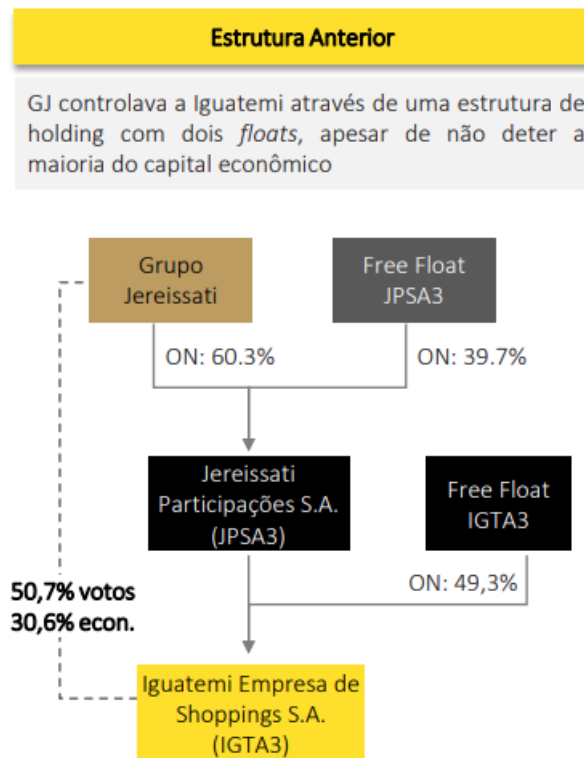 Estrutura Anterior
GJ controlava a Iguatemi através de uma estrutura de
holding com dois floats, apesar de não deter a
maioria do capital econômico
Grupo
Jereissati
Free Float
JPSA3
ON: 60.3%
ON: 39.7%
Jereissati
Participações S.A.
(JPSA3)
Free Float
IGTA3
ON: 49,3%
50,7% votos
30,6% econ.
Iguatemi Empresa de
Shoppings S.A.
(IGTA3)